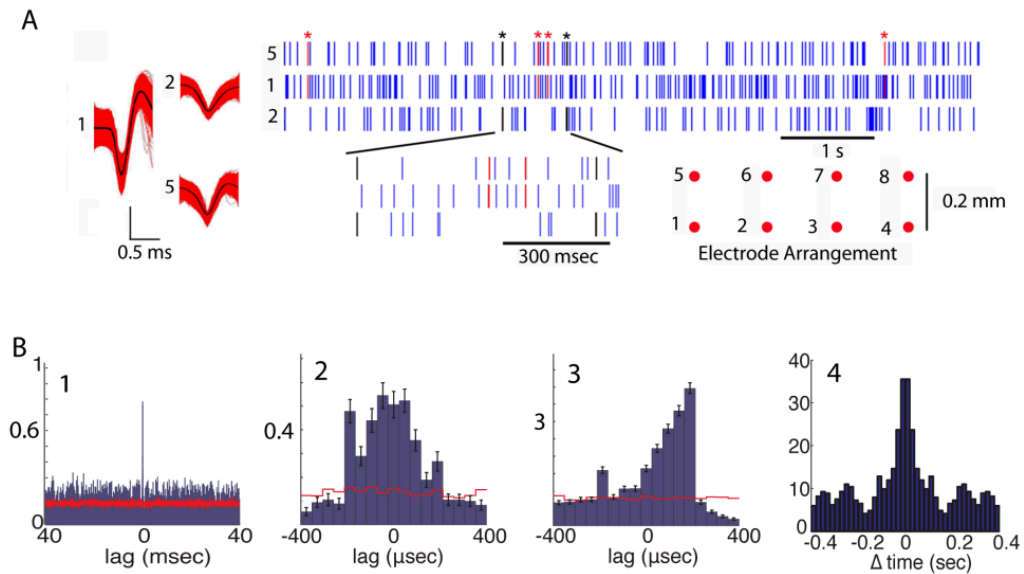 A
1
2
5
0.5 ms
* * * * * *
5
1
2
1 s
300 msec
5 6 7 8
1 2 3 4
0.2 mm
Electrode Arrangement
B
1
1
0.6
0
40 0 40
lag (msec)
2
0.4
-400 0 400
lag (μsec)
3
3
-400 0 400
lag (μsec)
4
40
30
20
10
0
-0.4 -0.2 0 0.2 0.4
Δ time (sec)